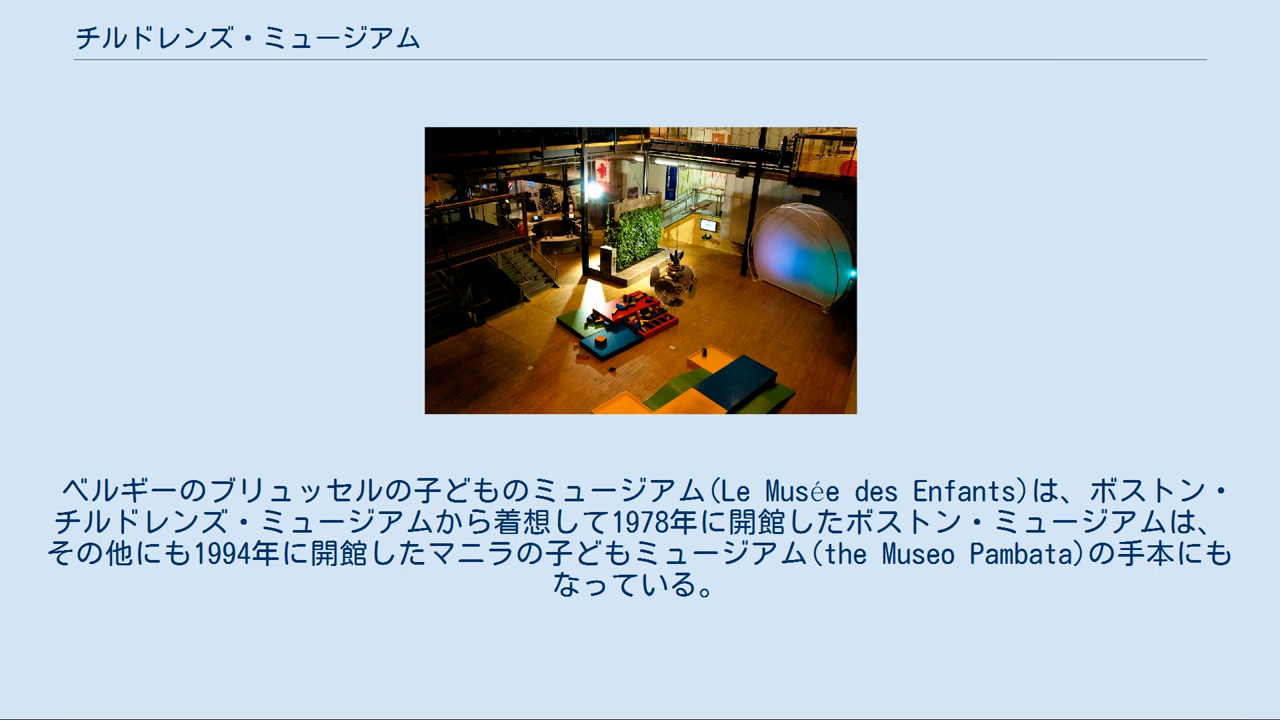 チルドレンズ・ミュージアム
ベルギーのブリュッセルの子どものミュージアム(Le Musée des Enfants)は、ボストン・
チルドレンズ・ミュージアムから着想して1978年に開館したボストン・ミュージアムは、
その他にも1994年に開館したマニラの子どもミュージアム(the Museo Pambata)の手本にも
なっている。